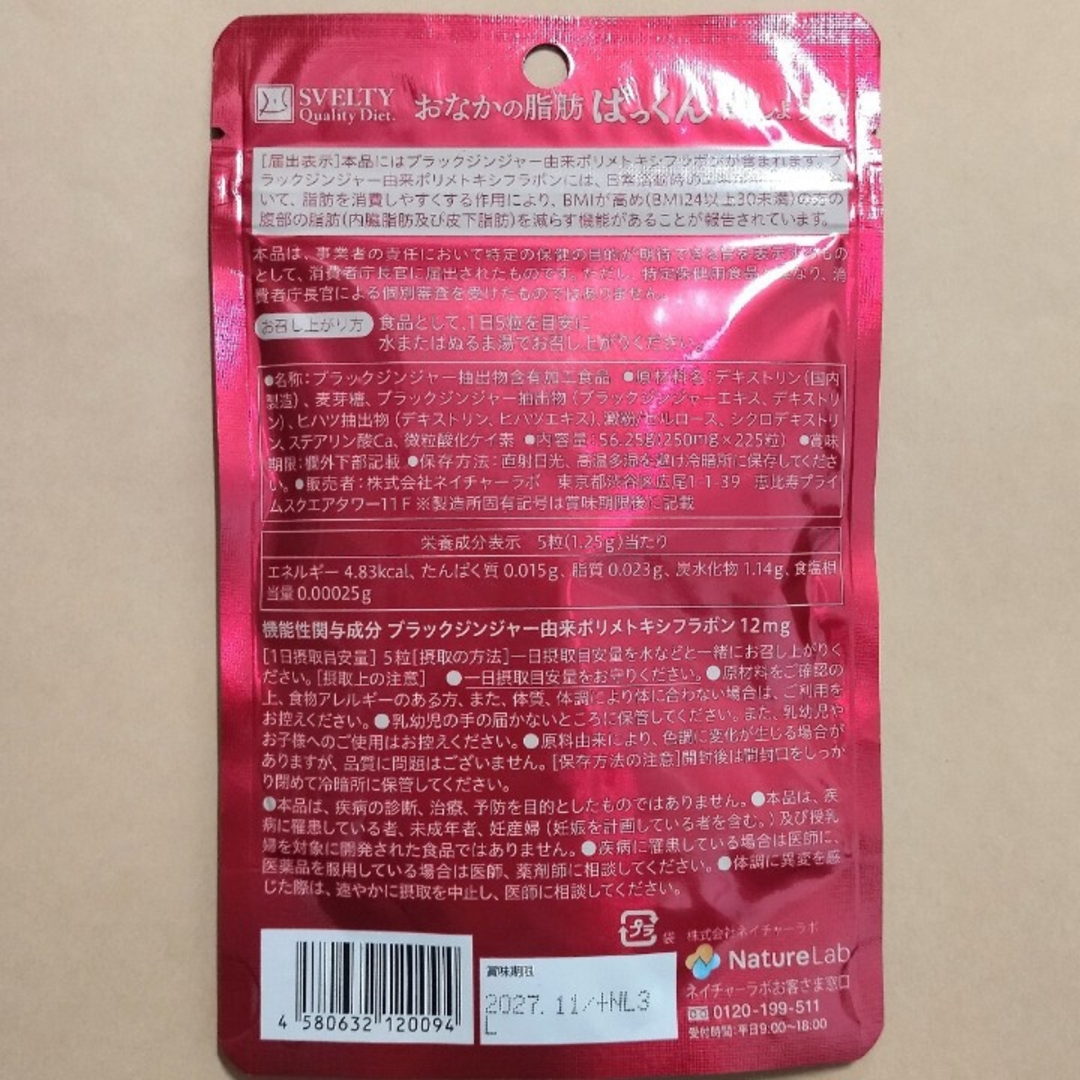 SVELTY
Quality Diet.
おなかの脂肪 ぱっくん
[届出表示]本品にはブラックジンジャー由来ポリメトキシフラボンが含まれます。ブ
ラックジンジャー由来ポリメトキシフラボンには、日常活動時の
いて、脂肪を消費しやすくする作用により、BMIが高め(BMI24以上30未満)の方の
腹部の脂肪(内臓脂肪及び皮下脂肪)を減らす機能があることが報告されています。
本品は、事業者の責任において特定の保健の目的が期待できる旨を表示するもの
として、消費者庁長官に届出されたものです。ただし、特定保健用食品と異なり、消
費者庁長官による個別審査を受けたものではありません。
お召し上がり方 食品として、1日5粒を目安に
水またはぬるま湯でお召し上がりください。
●名称:ブラックジンジャー抽出物含有加工食品 ●原材料名:デキストリン(国内
製造)、麦芽糖、ブラックジンジャー抽出物(ブラックジンジャーエキス、デキストリ
ン)、ヒハツ抽出物(デキストリン、ヒハツエキス)、澱粉/セルロース、シクロデキストリ
ン、ステアリン酸Ca、微粒酸化ケイ素 ●内容量:56.25g(250mg×225粒) ●賞味
期限:欄外下部記載 ●保存方法:直射日光、高温多湿を避け冷暗所に保存してくださ
い。●販売者:株式会社ネイチャーラボ 東京都渋谷区広尾1-1-39 恵比寿プライ
ムスクエアタワー11F ※製造所固有記号は賞味期限後に記載
栄養成分表示 5粒(1.25g)当たり
エネルギー 4.83kcal、たんぱく質 0.015g、脂質 0.023g、炭水化物 1.14g、食塩相
当量 0.00025g
機能性関与成分 ブラックジンジャー由来ポリメトキシフラボン 12mg
[1日摂取目安量] 5粒[摂取の方法]一日摂取目安量を水などと一緒にお召し上がりく
ださい。[摂取上の注意] ●一日摂取目安量をお守りください。●原材料をご確認の
上、食物アレルギーのある方、また、体質、体調により体に合わない場合は、ご利用を
お控えください。●乳幼児の手の届かないところに保管してください。また、乳幼児や
お子様へのご使用はお控えください。●原料由来により、色調に変化が生じる場合が
ありますが、品質に問題はございません。[保存方法の注意]開封後は開封口をしっか
り閉めて冷暗所に保管してください。
●本品は、疾病の診断、治療、予防を目的としたものではありません。●本品は、疾
病に罹患している者、未成年者、妊産婦(妊娠を計画している者を含む。)及び授乳
婦を対象に開発された食品ではありません。●疾病に罹患している場合は医師に、
医薬品を服用している場合は医師、薬剤師に相談してください。●体調に異変を感
じた際は、速やかに摂取を中止し、医師に相談してください。
プラ 袋 株式会社ネイチャーラボ
NatureLab
ネイチャーラボお客さま窓口
0120-199-511
受付時間:平日9:00~18:00
4 580632 120094
賞味期限
2027.11/+NL3
L